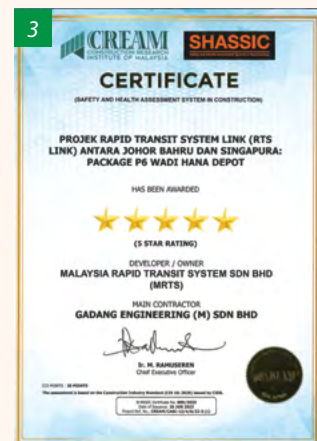 3
CREAM
CONSTRUCTION RESEARCH
INSTITUTE OF MALAYSIA
SHASSIC
CERTIFICATE
(SAFETY AND HEALTH ASSESSMENT SYSTEM IN CONSTRUCTION)
PROJEK RAPID TRANSIT SYSTEM LINK (RTS
LINK) ANTARA JOHOR BAHRU DAN SINGAPURA:
PACKAGE P6 WADI HANA DEPOT
HAS BEEN AWARDED
(5 STAR RATING)
DEVELOPER / OWNER
MALAYSIA RAPID TRANSIT SYSTEM SDN BHD
(MRTS)
MAIN CONTRACTOR
GADANG ENGINEERING (M) SDN BHD
Sr. M. RAMUSEREN
Chief Executive Officer